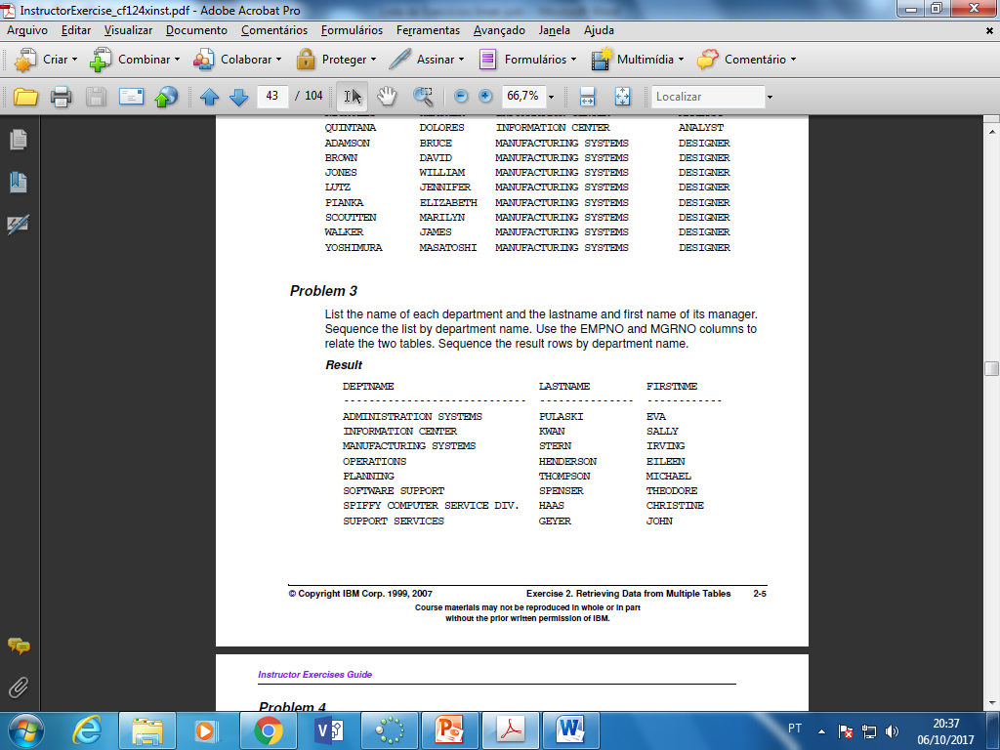 InstructorExercise_cf124xinst.pdf - Adobe Acrobat Pro
Arquivo Editar Visualizar Documento Comentários Formulários Ferramentas Avançado Janela Ajuda
Criar Combinar Colaborar Proteger Assinar Formulários Multimídia Comentário
43 / 104 66,7% Localizar
QUINTANA DOLORES INFORMATION CENTER ANALYST
ADAMSON BRUCE MANUFACTURING SYSTEMS DESIGNER
BROWN DAVID MANUFACTURING SYSTEMS DESIGNER
JONES WILLIAM MANUFACTURING SYSTEMS DESIGNER
LUTZ JENNIFER MANUFACTURING SYSTEMS DESIGNER
PIANKA ELIZABETH MANUFACTURING SYSTEMS DESIGNER
SCOUTTEN MARILYN MANUFACTURING SYSTEMS DESIGNER
WALKER JAMES MANUFACTURING SYSTEMS DESIGNER
YOSHIMURA MASATOSHI MANUFACTURING SYSTEMS DESIGNER
Problem 3
List the name of each department and the lastname and first name of its manager.
Sequence the list by department name. Use the EMPNO and MGRNO columns to
relate the two tables. Sequence the result rows by department name.
Result
DEPTNAME LASTNAME FIRSTNME
----------------------------- --------------- ------------
ADMINISTRATION SYSTEMS PULASKI EVA
INFORMATION CENTER KWAN SALLY
MANUFACTURING SYSTEMS STERN IRVING
OPERATIONS HENDERSON EILEEN
PLANNING THOMPSON MICHAEL
SOFTWARE SUPPORT SPENSER THEODORE
SPIFFY COMPUTER SERVICE DIV. HAAS CHRISTINE
SUPPORT SERVICES GEYER JOHN
© Copyright IBM Corp. 1999, 2007 Exercise 2. Retrieving Data from Multiple Tables 2-5
Course materials may not be reproduced in whole or in part
without the prior written permission of IBM.
Instructor Exercises Guide
Problem 4
PT 20:37
06/10/2017